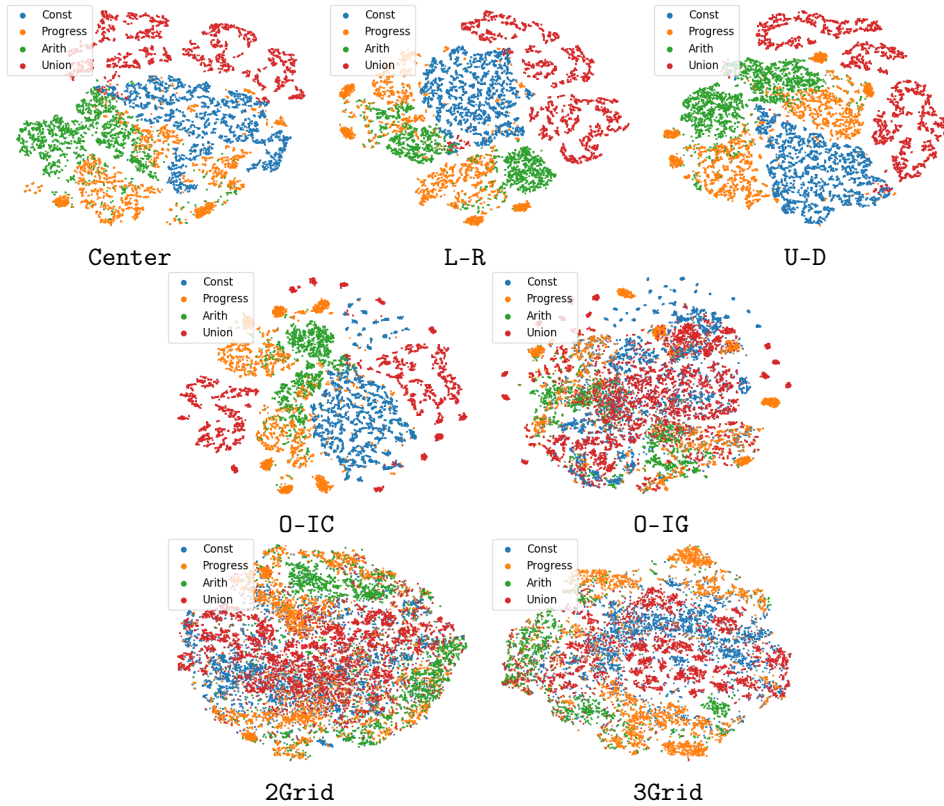 Const
Progress
Arith
Union
Center
Const
Progress
Arith
Union
L-R
Const
Progress
Arith
Union
U-D
Const
Progress
Arith
Union
O-IC
Const
Progress
Arith
Union
O-IG
Const
Progress
Arith
Union
2Grid
Const
Progress
Arith
Union
3Grid